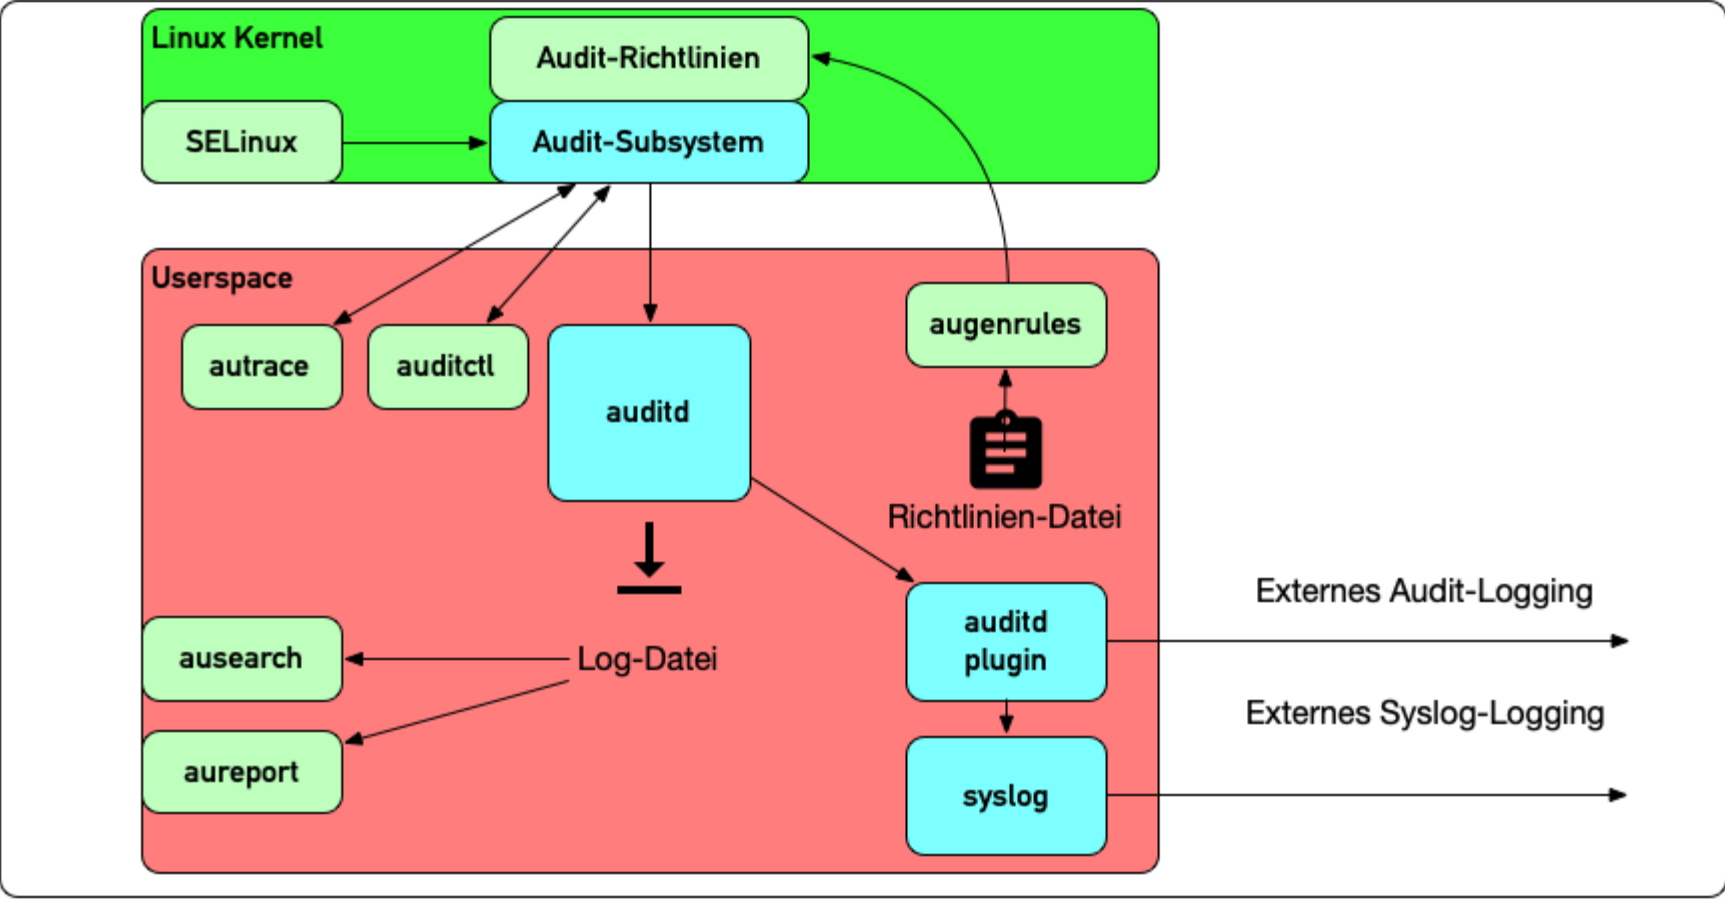 Linux Kernel
Audit-Richtlinien
SELinux
Audit-Subsystem
Userspace
augenrules
autrace
auditctl
auditd
Richtlinien-Datei
auditd
plugin
Externes Audit-Logging
ausearch
Log-Datei
Externes Syslog-Logging
aureport
syslog